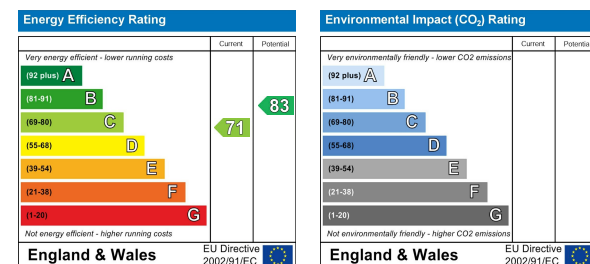 Energy Efficiency Rating
Current Potential
Very energy efficient - lower running costs
(92 plus) A
(81-91) B
(69-80) C
(55-68) D
(39-54) E
(21-38) F
(1-20) G
71
83
Not energy efficient - higher running costs
England & Wales
EU Directive
2002/91/EC
Environmental Impact (CO₂) Rating
Current Potentia
Very environmentally friendly - lower CO2 emissions
(92 plus) A
(81-91) B
(69-80) C
(55-68) D
(39-54) E
(21-38) F
(1-20) G
Not environmentally friendly - higher CO2 emissions
England & Wales
EU Directive
2002/91/EC